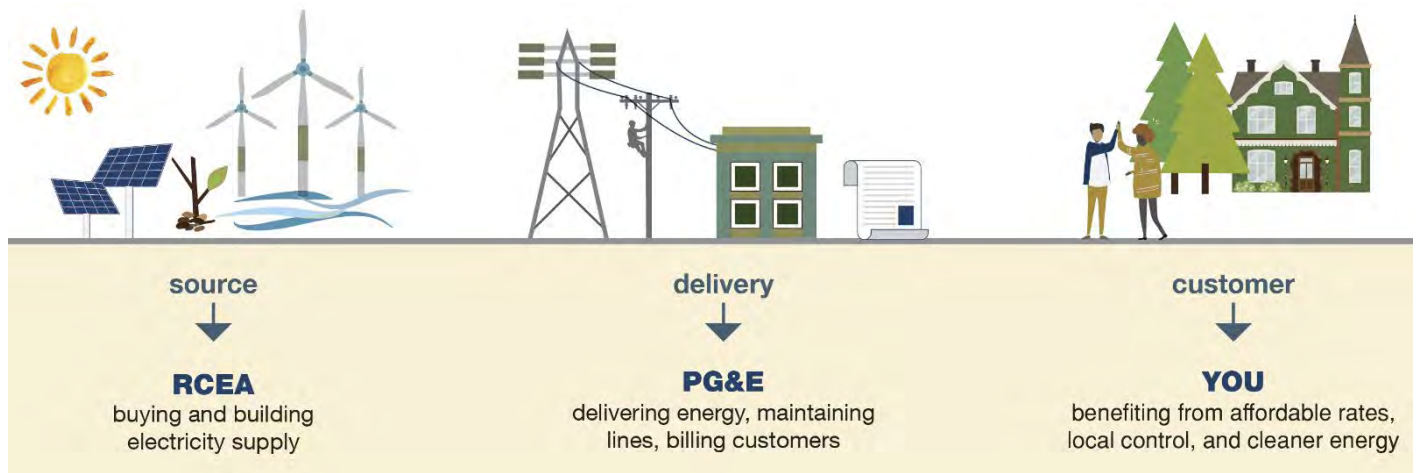 source
RCEA
buying and building
electricity supply
delivery
PG&E
delivering energy, maintaining
lines, billing customers
customer
YOU
benefiting from affordable rates,
local control, and cleaner energy